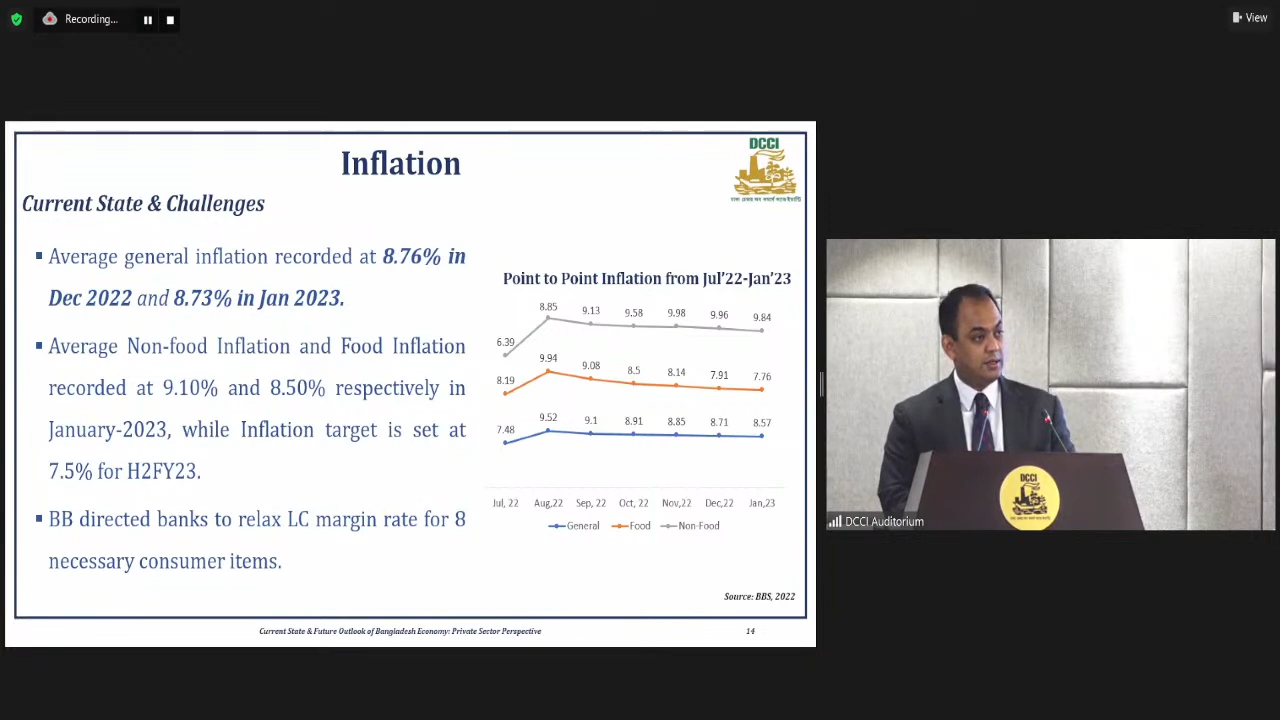 Recording...
View
Inflation
DCCI
Current State & Challenges
▪ Average general inflation recorded at 8.76% in
Dec 2022 and 8.73% in Jan 2023.
▪ Average Non-food Inflation and Food Inflation
recorded at 9.10% and 8.50% respectively in
January-2023, while Inflation target is set at
7.5% for H2FY23.
▪ BB directed banks to relax LC margin rate for 8
necessary consumer items.
Point to Point Inflation from Jul'22-Jan'23
6.39 8.85 9.13 9.58 9.98 9.96 9.84
8.19 9.94 9.08 8.5 8.14 7.91 7.76
7.48 9.52 9.1 8.91 8.85 8.71 8.57
Jul, 22 Aug,22 Sep, 22 Oct, 22 Nov,22 Dec,22 Jan,23
General Food Non-Food
Source: BBS, 2022
Current State & Future Outlook of Bangladesh Economy: Private Sector Perspective 14
DCCI
DCCI Auditorium